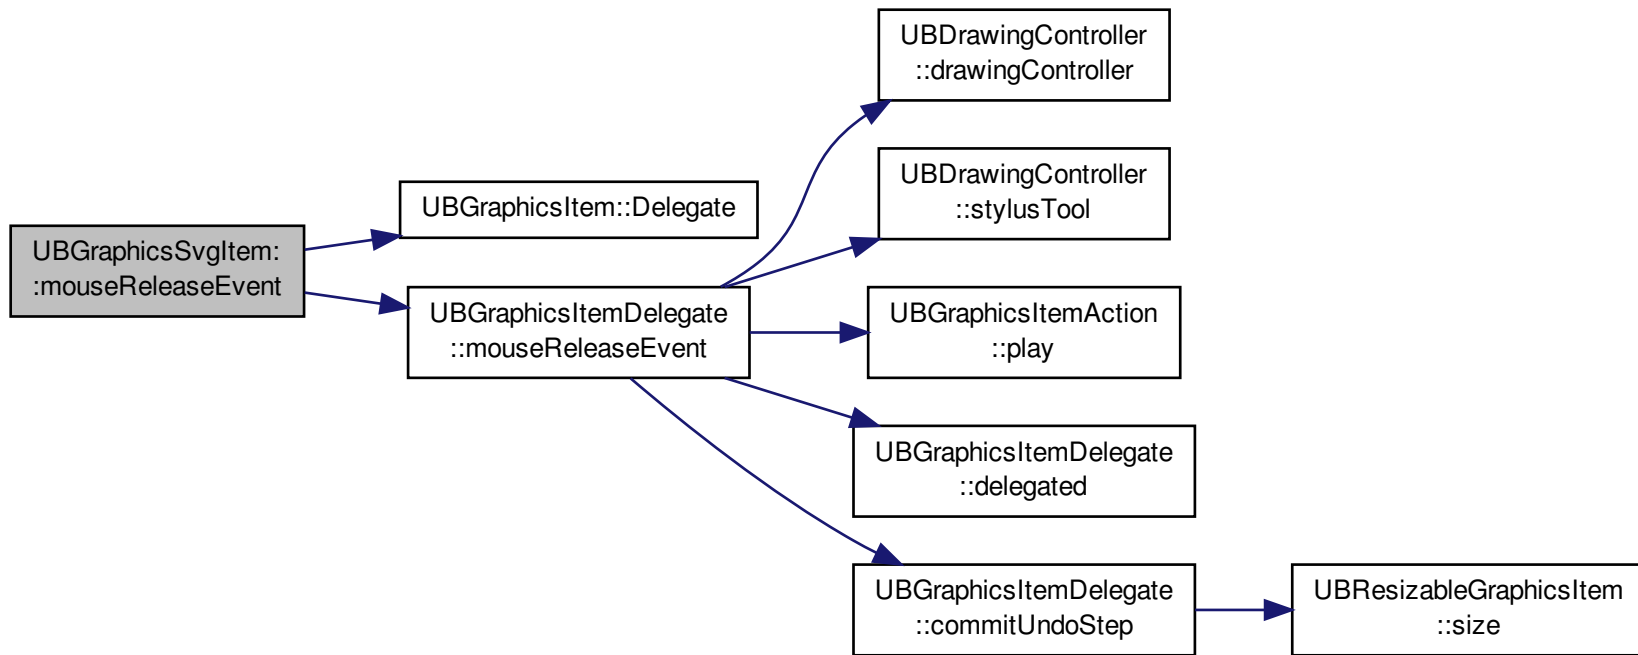 UBGraphicsSvgItem:
:mouseReleaseEvent
UBGraphicsItem::Delegate
UBGraphicsItemDelegate
::mouseReleaseEvent
UBDrawingController
::drawingController
UBDrawingController
::stylusTool
UBGraphicsItemAction
::play
UBGraphicsItemDelegate
::delegated
UBGraphicsItemDelegate
::commitUndoStep
UBResizableGraphicsItem
::size